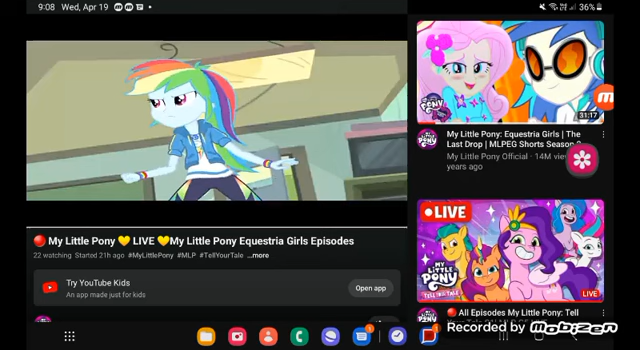 9:08 Wed, Apr 19
36%
🔴 My Little Pony 💛 LIVE 💛My Little Pony Equestria Girls Episodes
22 watching Started 21h ago #MyLittlePony #MLP #TellYourTale ...more
Try YouTube Kids
An app made just for kids
Open app
31:17
My Little Pony: Equestria Girls | The
Last Drop | MLPEG Shorts Season
My Little Pony Official · 14M
years ago
LIVE
MY LITTLE PONY
TELL YOUR TALE
LIVE
🔴 All Episodes My Little Pony: Tell
Recorded by mobizen